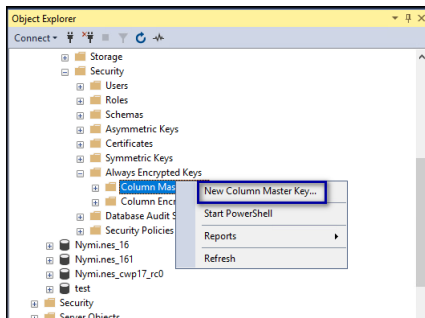 Object Explorer
Connect
Storage
Security
Users
Roles
Schemas
Asymmetric Keys
Certificates
Symmetric Keys
Always Encrypted Keys
Column Mas
New Column Master Key...
Column Encr
Start PowerShell
Database Audit S
Security Policies
Reports
Nymi.nes_16
Nymi.nes_161
Refresh
Nymi.nes_cwp17_rc0
test
Security
Server Objects